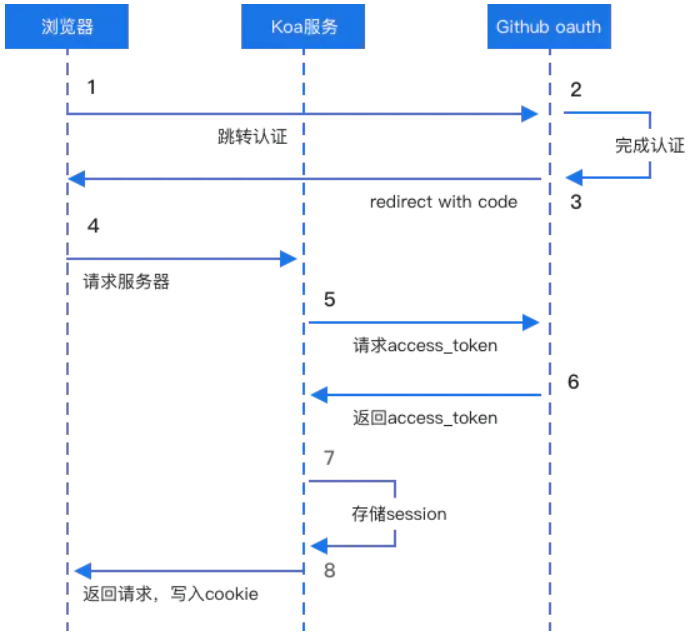 浏览器
Koa服务
Github oauth
1
2
跳转认证
完成认证
redirect with code
3
4
请求服务器
5
请求access_token
6
返回access_token
7
存储session
8
返回请求，写入cookie